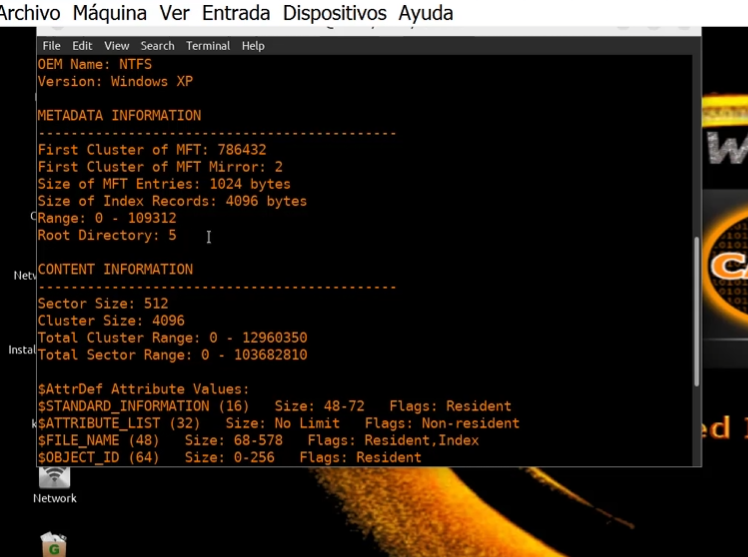 Archivo Máquina Ver Entrada Dispositivos Ayuda
File Edit View Search Terminal Help
OEM Name: NTFS
Version: Windows XP
METADATA INFORMATION
--------------------------------------------
First Cluster of MFT: 786432
First Cluster of MFT Mirror: 2
Size of MFT Entries: 1024 bytes
Size of Index Records: 4096 bytes
Range: 0 - 109312
Root Directory: 5
CONTENT INFORMATION
--------------------------------------------
Sector Size: 512
Cluster Size: 4096
Total Cluster Range: 0 - 12960350
Total Sector Range: 0 - 103682810
$AttrDef Attribute Values:
$STANDARD_INFORMATION (16) Size: 48-72 Flags: Resident
$ATTRIBUTE_LIST (32) Size: No Limit Flags: Non-resident
$FILE_NAME (48) Size: 68-578 Flags: Resident,Index
$OBJECT_ID (64) Size: 0-256 Flags: Resident
Network